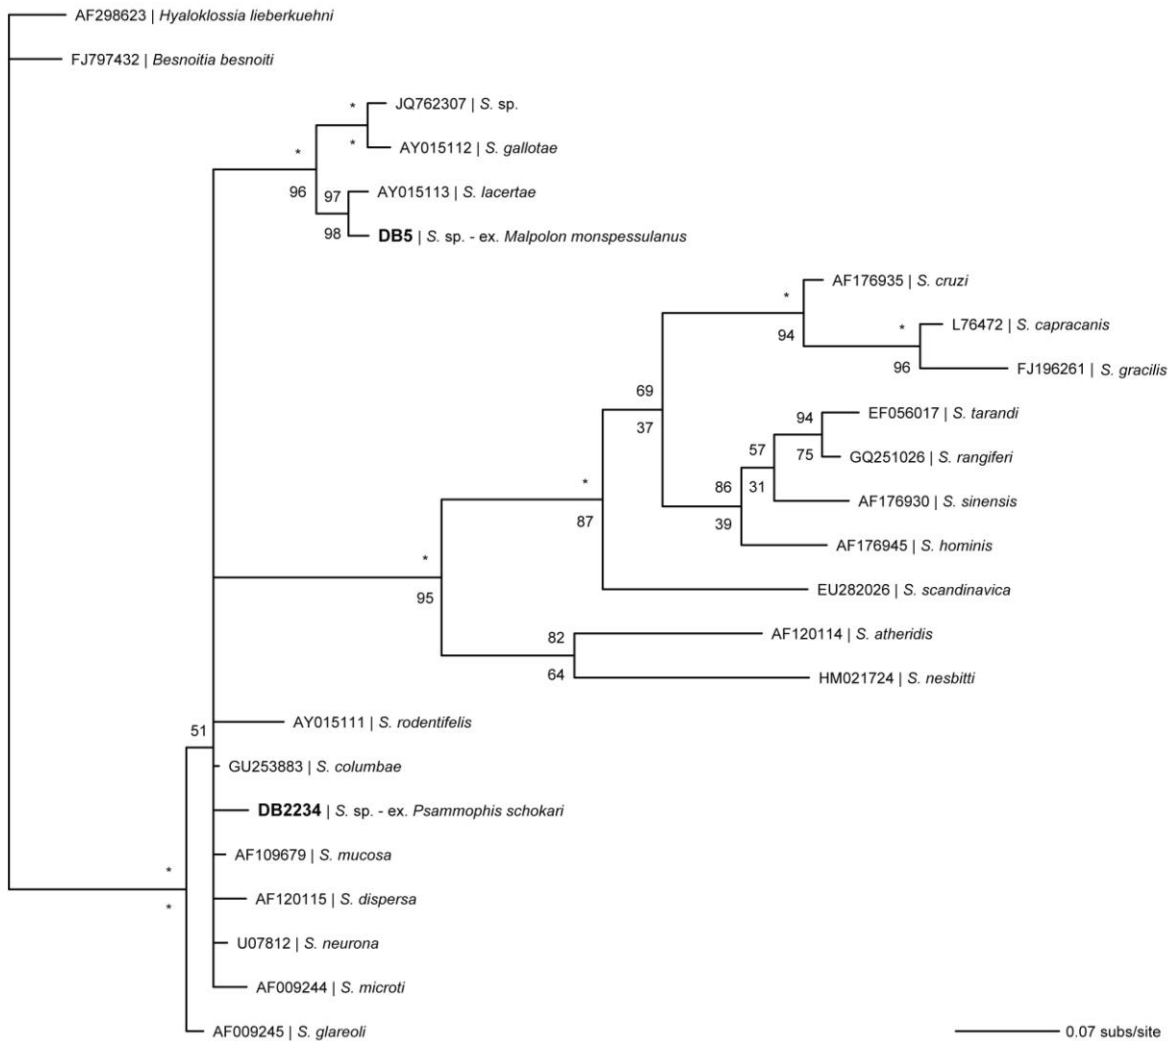 AF298623 | Hyaloklossia lieberkuehni
FJ797432 | Besnoitia besnoiti
* JQ762307 | S. sp.
* AY015112 | S. gallotae
*
96 97 AY015113 | S. lacertae
98 DB5 | S. sp. - ex. Malpolon monspessulanus
* AF176935 | S. cruzi
94 * L76472 | S. capracanis
96 FJ196261 | S. gracilis
69
37
94 EF056017 | S. tarandi
57 75 GQ251026 | S. rangiferi
86 31 AF176930 | S. sinensis
39 AF176945 | S. hominis
*
87
EU282026 | S. scandinavica
*
95
82 AF120114 | S. atheridis
64 HM021724 | S. nesbitti
51 AY015111 | S. rodentifelis
GU253883 | S. columbae
DB2234 | S. sp. - ex. Psammophis schokari
AF109679 | S. mucosa
*
*
AF120115 | S. dispersa
U07812 | S. neurona
AF009244 | S. microti
AF009245 | S. glareoli
0.07 subs/site